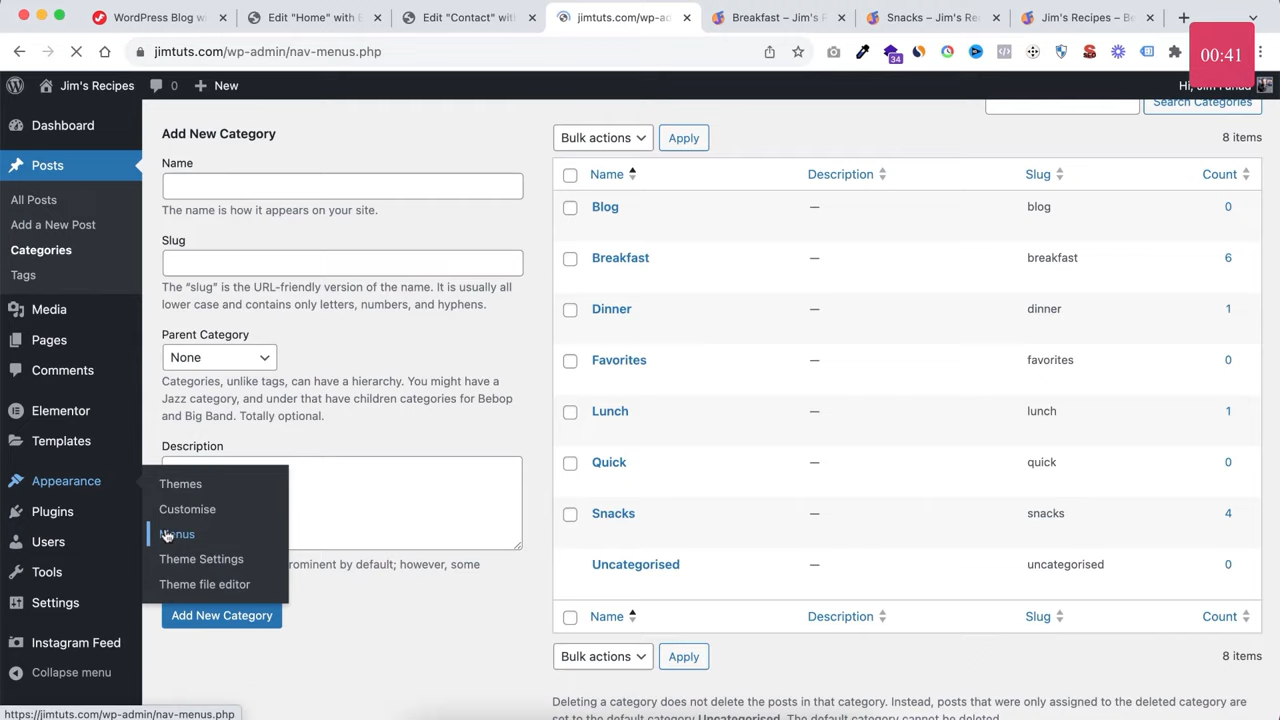 WordPress Blog w
Edit "Home" with E
Edit "Contact" with
jimtuts.com/wp-ad
Breakfast – Jim's F
Snacks – Jim's Re
Jim's Recipes – Be
jimtuts.com/wp-admin/nav-menus.php
34
00:41
Jim's Recipes
0
New
Hi, Jim Fahad
Dashboard
Posts
All Posts
Add a New Post
Categories
Tags
Media
Pages
Comments
Elementor
Templates
Appearance
Plugins
Users
Tools
Settings
Instagram Feed
Collapse menu
Themes
Customise
Menus
Theme Settings
Theme file editor
Add New Category
Name
The name is how it appears on your site.
Slug
The "slug" is the URL-friendly version of the name. It is usually all
lower case and contains only letters, numbers, and hyphens.
Parent Category
None
Categories, unlike tags, can have a hierarchy. You might have a
Jazz category, and under that have children categories for Bebop
and Big Band. Totally optional.
Description
prominent by default; however, some
Add New Category
Search Categories
Bulk actions
Apply
8 items
Name Description Slug Count
Blog — blog 0
Breakfast — breakfast 6
Dinner — dinner 1
Favorites — favorites 0
Lunch — lunch 1
Quick — quick 0
Snacks — snacks 4
Uncategorised — uncategorised 0
Name Description Slug Count
Bulk actions
Apply
8 items
Deleting a category does not delete the posts in that category. Instead, posts that were only assigned to the deleted category are
set to the default category Uncategorised. The default category cannot be deleted.
https://jimtuts.com/wp-admin/nav-menus.php